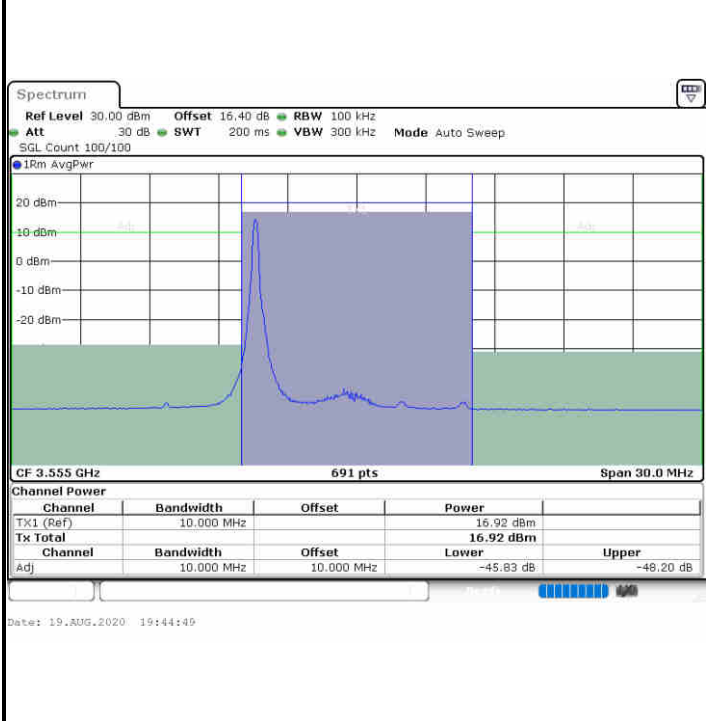 Spectrum
Ref Level 30.00 dBm Offset 16.40 dB RBW 100 kHz
Att 30 dB SWT 200 ms VBW 300 kHz Mode Auto Sweep
SGL Count 100/100
1Rm AvgPwr
20 dBm
Adj Adj
10 dBm
0 dBm
-10 dBm
-20 dBm
CF 3.555 GHz 691 pts Span 30.0 MHz
Channel Power
Channel Bandwidth Offset Power
TX1 (Ref) 10.000 MHz 16.92 dBm
Tx Total 16.92 dBm
Channel Bandwidth Offset Lower Upper
Adj 10.000 MHz 10.000 MHz -45.83 dB -48.20 dB
Date: 19.AUG.2020 19:44:49